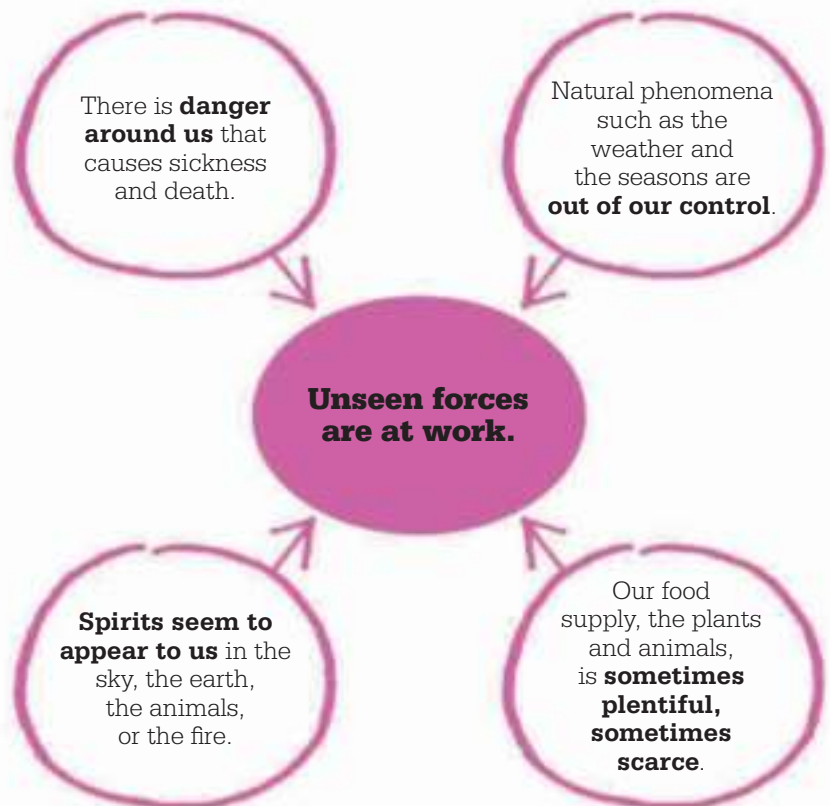 There is danger
around us that
causes sickness
and death.
Natural phenomena
such as the
weather and
the seasons are
out of our control.
Unseen forces
are at work.
Spirits seem to
appear to us in the
sky, the earth,
the animals,
or the fire.
Our food
supply, the plants
and animals,
is sometimes
plentiful,
sometimes
scarce.